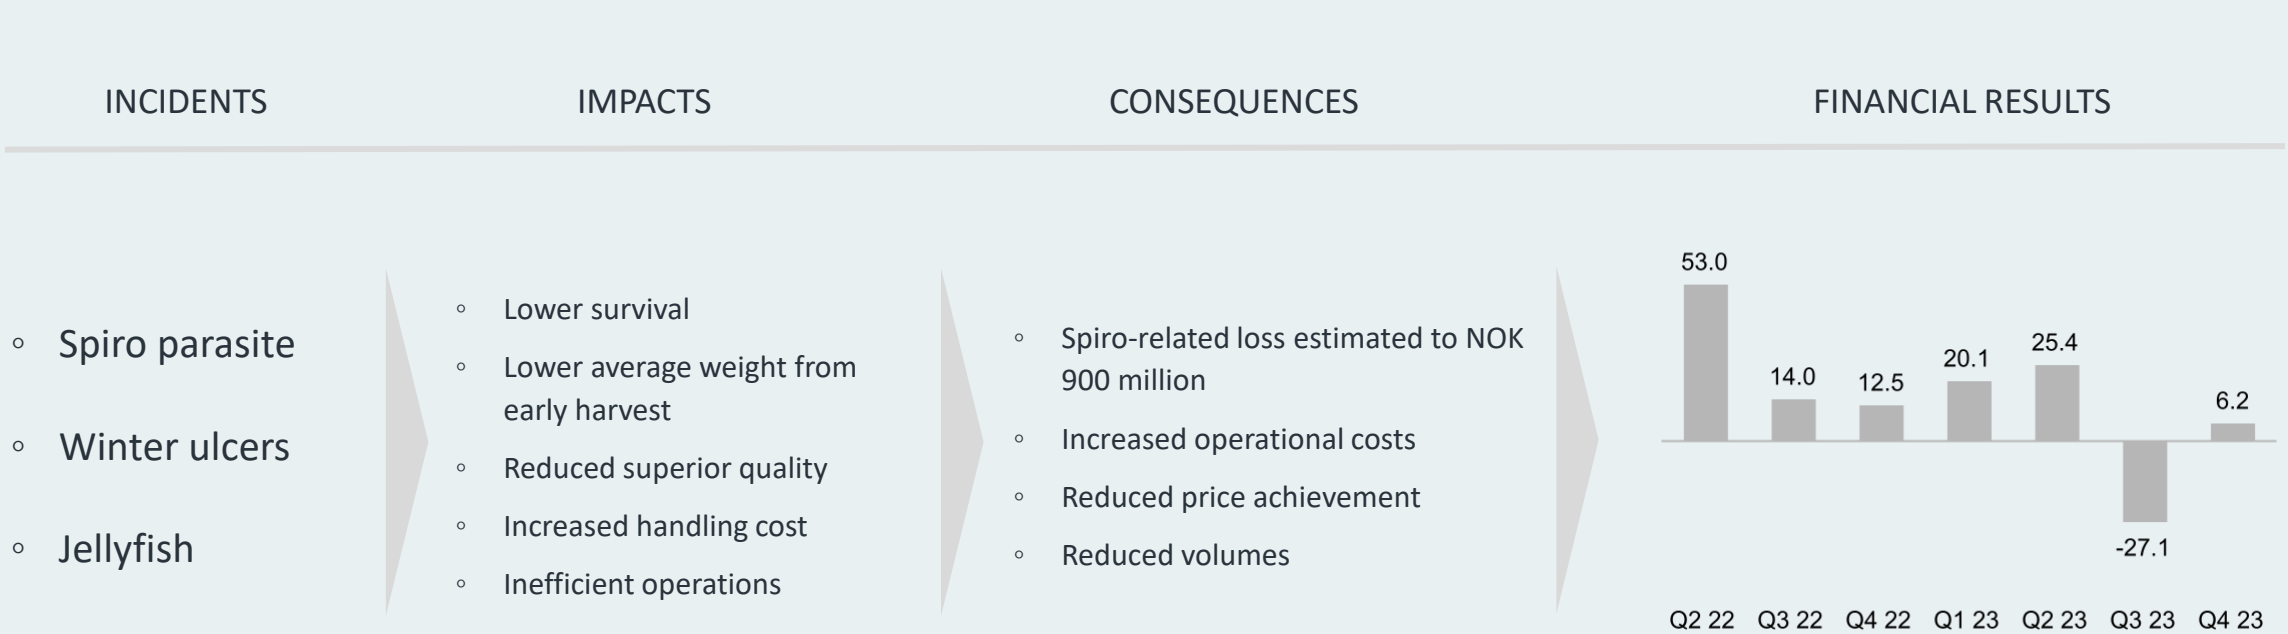 INCIDENTS
IMPACTS
CONSEQUENCES
FINANCIAL RESULTS
◦ Spiro parasite
◦ Winter ulcers
◦ Jellyfish
◦ Lower survival
◦ Lower average weight from
early harvest
◦ Reduced superior quality
◦ Increased handling cost
◦ Inefficient operations
◦ Spiro-related loss estimated to NOK
900 million
◦ Increased operational costs
◦ Reduced price achievement
◦ Reduced volumes
53.0
14.0
12.5
20.1
25.4
-27.1
6.2
Q2 22 Q3 22 Q4 22 Q1 23 Q2 23 Q3 23 Q4 23